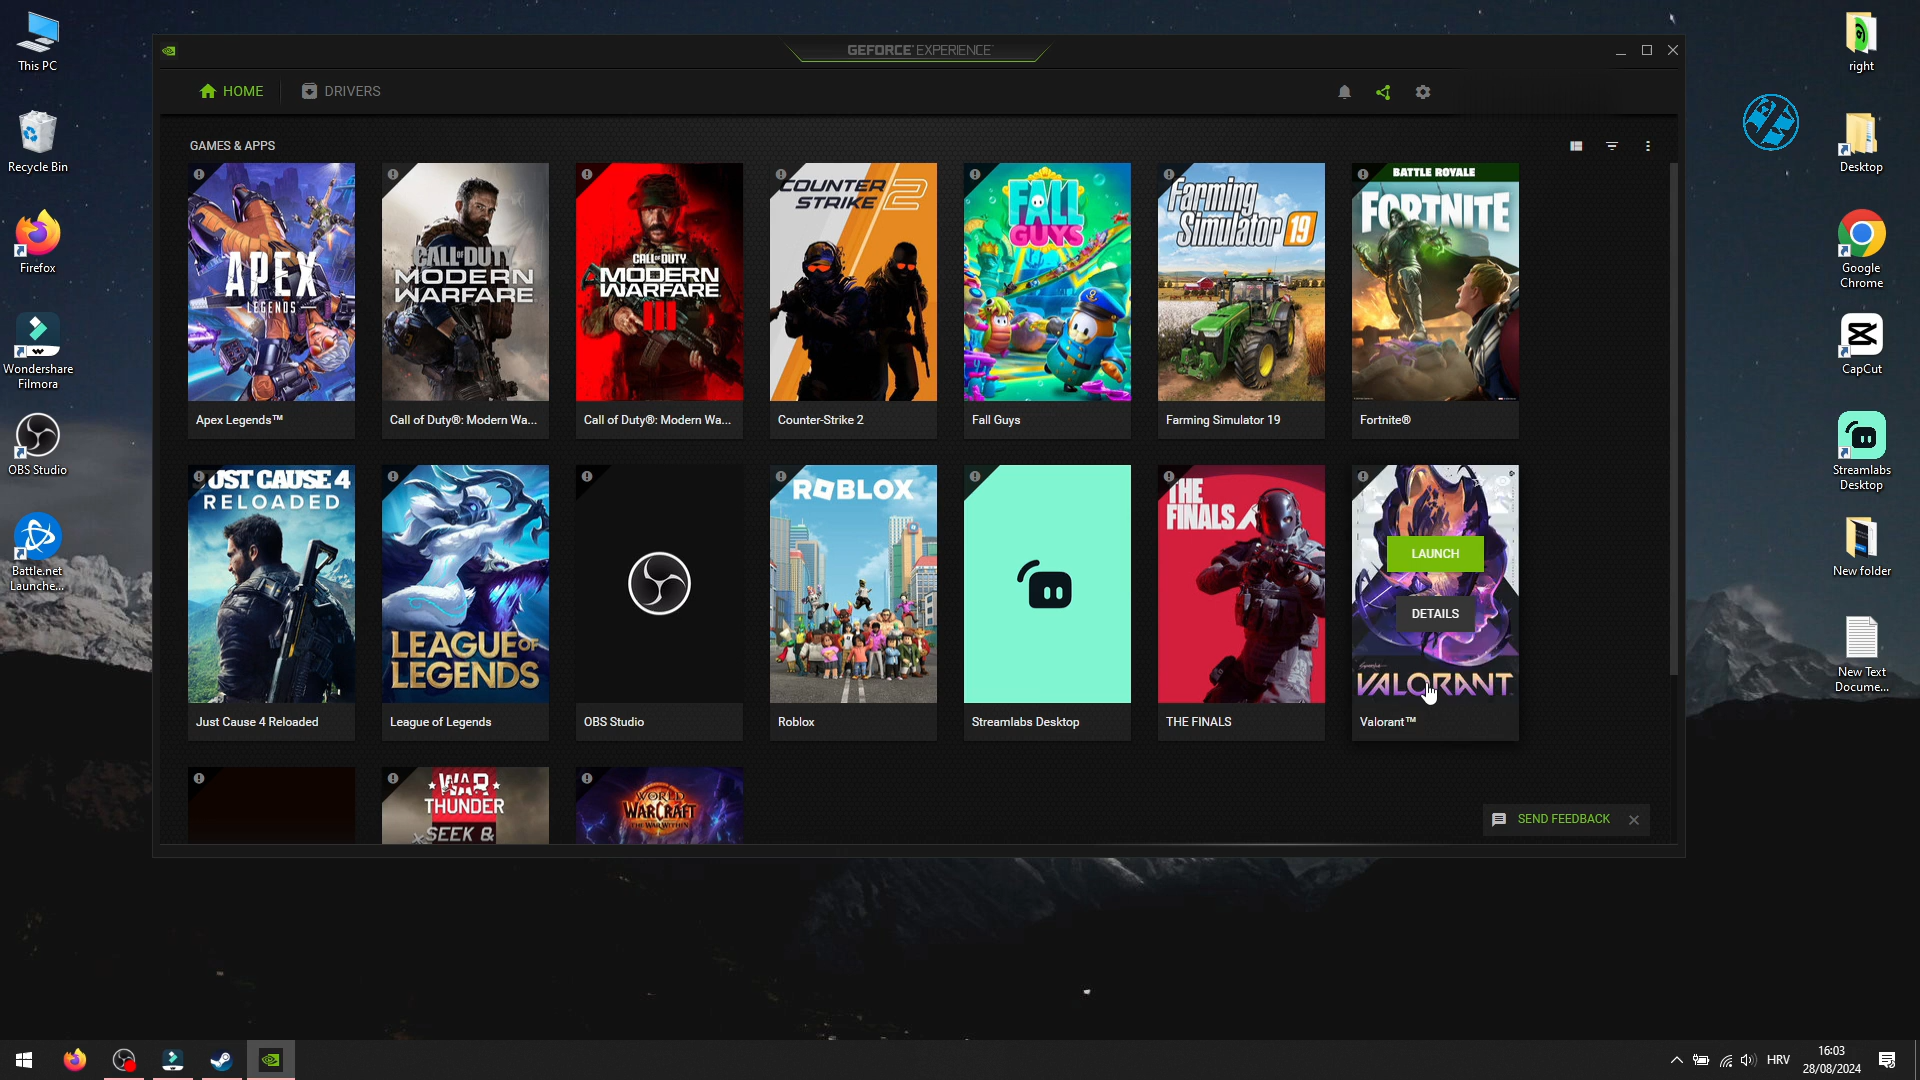 This PC
Recycle Bin
Firefox
Wondershare
Filmora
OBS Studio
Battle.net
Launche...
GEFORCE® EXPERIENCE™
HOME
DRIVERS
GAMES & APPS
APEX
LEGENDS
Apex Legends™
CALL OF DUTY
MODERN
WARFARE
Call of Duty®: Modern Wa...
CALL OF DUTY
MODERN
WARFARE
III
Call of Duty®: Modern Wa...
COUNTER
STRIKE 2
Counter-Strike 2
FALL
GUYS
Fall Guys
Farming
Simulator 19
Farming Simulator 19
BATTLE ROYALE
FORTNITE
Fortnite®
JUST CAUSE 4
RELOADED
Just Cause 4 Reloaded
LEAGUE OF
LEGENDS
League of Legends
OBS Studio
ROBLOX
Roblox
Streamlabs Desktop
THE
FINALS
THE FINALS
LAUNCH
DETAILS
VALORANT
Valorant™
WAR
THUNDER
SEEK &
WORLD
WARCRAFT
THE WAR WITHIN
SEND FEEDBACK
right
Desktop
Google
Chrome
CapCut
Streamlabs
Desktop
New folder
New Text
Docume...
HRV
16:03
28/08/2024